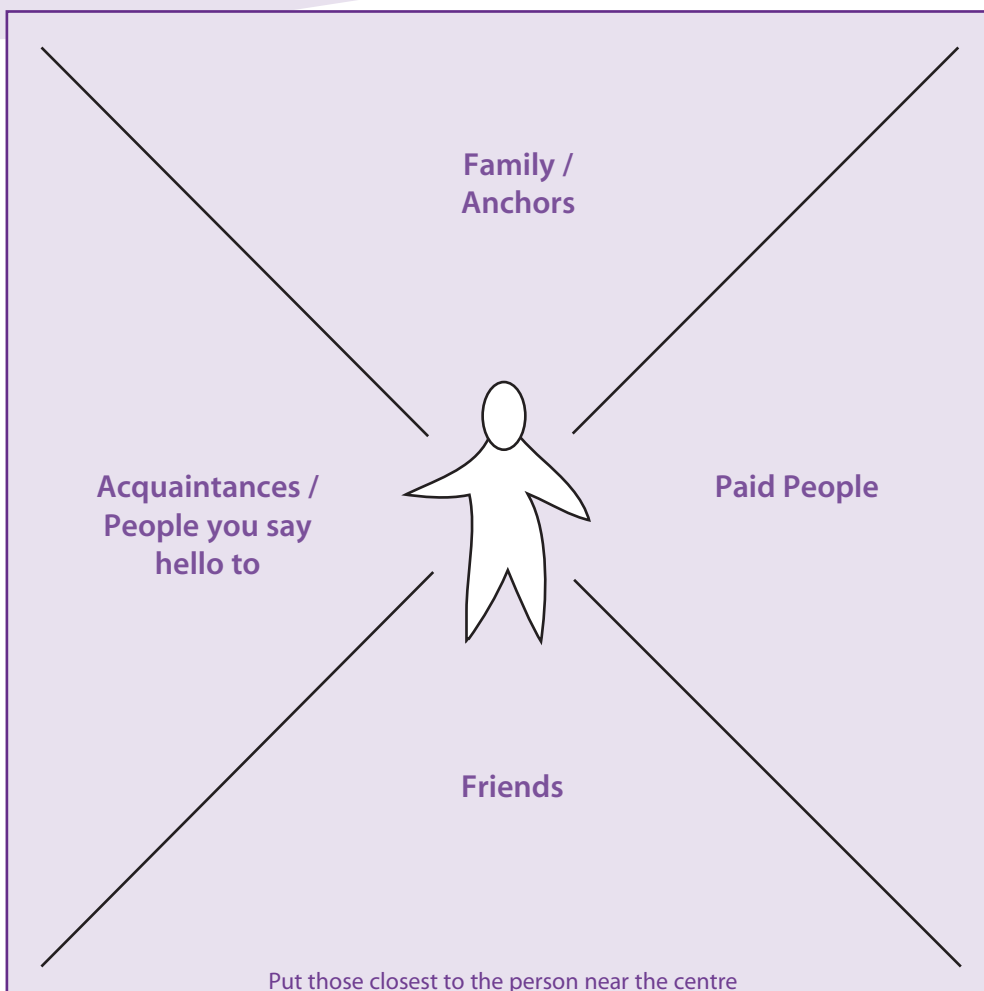 Family /
Anchors
Acquaintances /
People you say
hello to
Paid People
Friends
Put those closest to the person near the centre